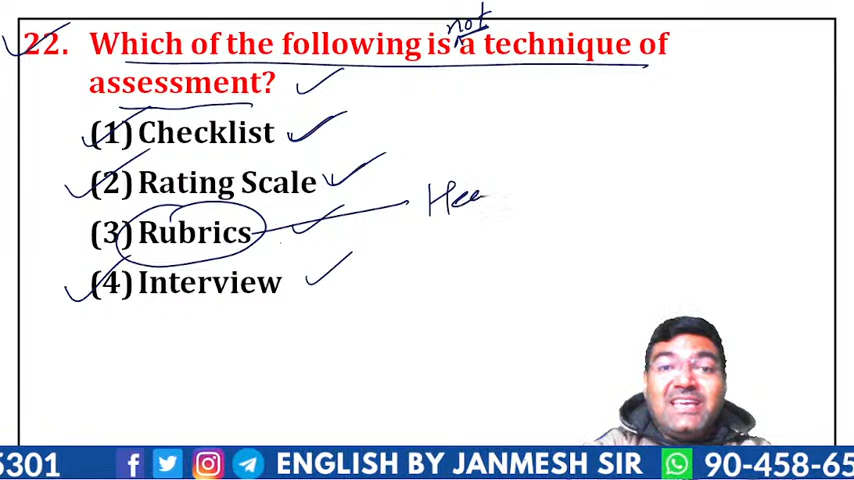 not
22. Which of the following is a technique of
assessment?
(1) Checklist
(2) Rating Scale
(3) Rubrics
(4) Interview
5301 ENGLISH BY JANMESH SIR 90-458-65